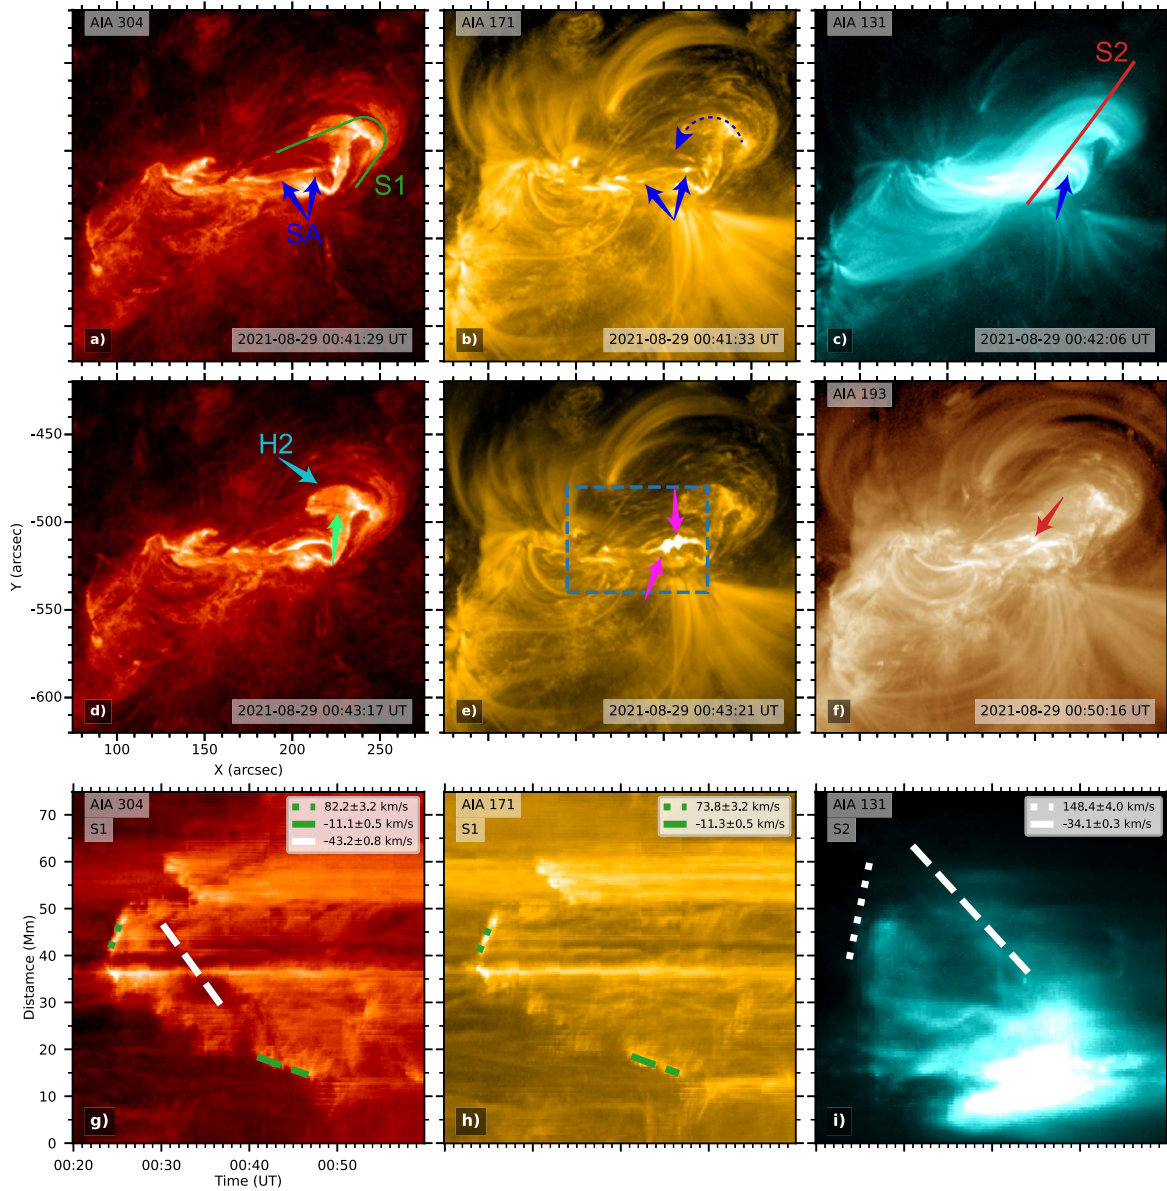 AIA 304
S1
SA
a)
2021-08-29 00:41:29 UT
AIA 171
b)
2021-08-29 00:41:33 UT
AIA 131
S2
c)
2021-08-29 00:42:06 UT
H2
-450
-500
-550
-600
Y (arcsec)
d)
2021-08-29 00:43:17 UT
100
150
200
250
X (arcsec)
e)
2021-08-29 00:43:21 UT
AIA 193
f)
2021-08-29 00:50:16 UT
AIA 304
S1
82.2±3.2 km/s
-11.1±0.5 km/s
-43.2±0.8 km/s
70
60
50
40
30
20
10
0
Distamce (Mm)
g)
00:20
00:30
00:40
00:50
Time (UT)
AIA 171
S1
73.8±3.2 km/s
-11.3±0.5 km/s
h)
AIA 131
S2
148.4±4.0 km/s
-34.1±0.3 km/s
i)